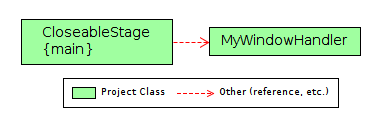 CloseableStage
{main}
MyWindowHandler
Project Class
Other (reference, etc.)